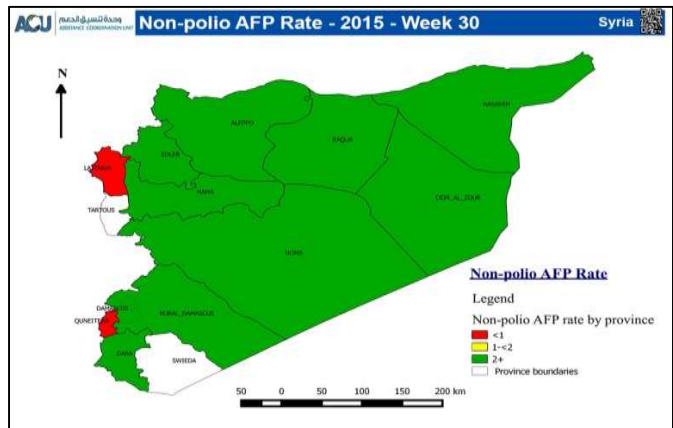 ACU وحدة تنسيق الدعم ASSISTANCE COORDINATION UNIT
Non-polio AFP Rate - 2015 - Week 30
Syria
N
HASAKEH
ALEPPO
RAQQA
EDLEB
LATTAKIA
HAMA
DEIR_AL_ZOUR
TARTOUS
HOMS
Non-polio AFP Rate
Legend
DAMASCUS
RURAL_DAMASCUS
QUNEITERA
Non-polio AFP rate by province
<1
1-<2
DARA
SWIEDA
2+
Province boundaries
50 0 50 100 150 200 km